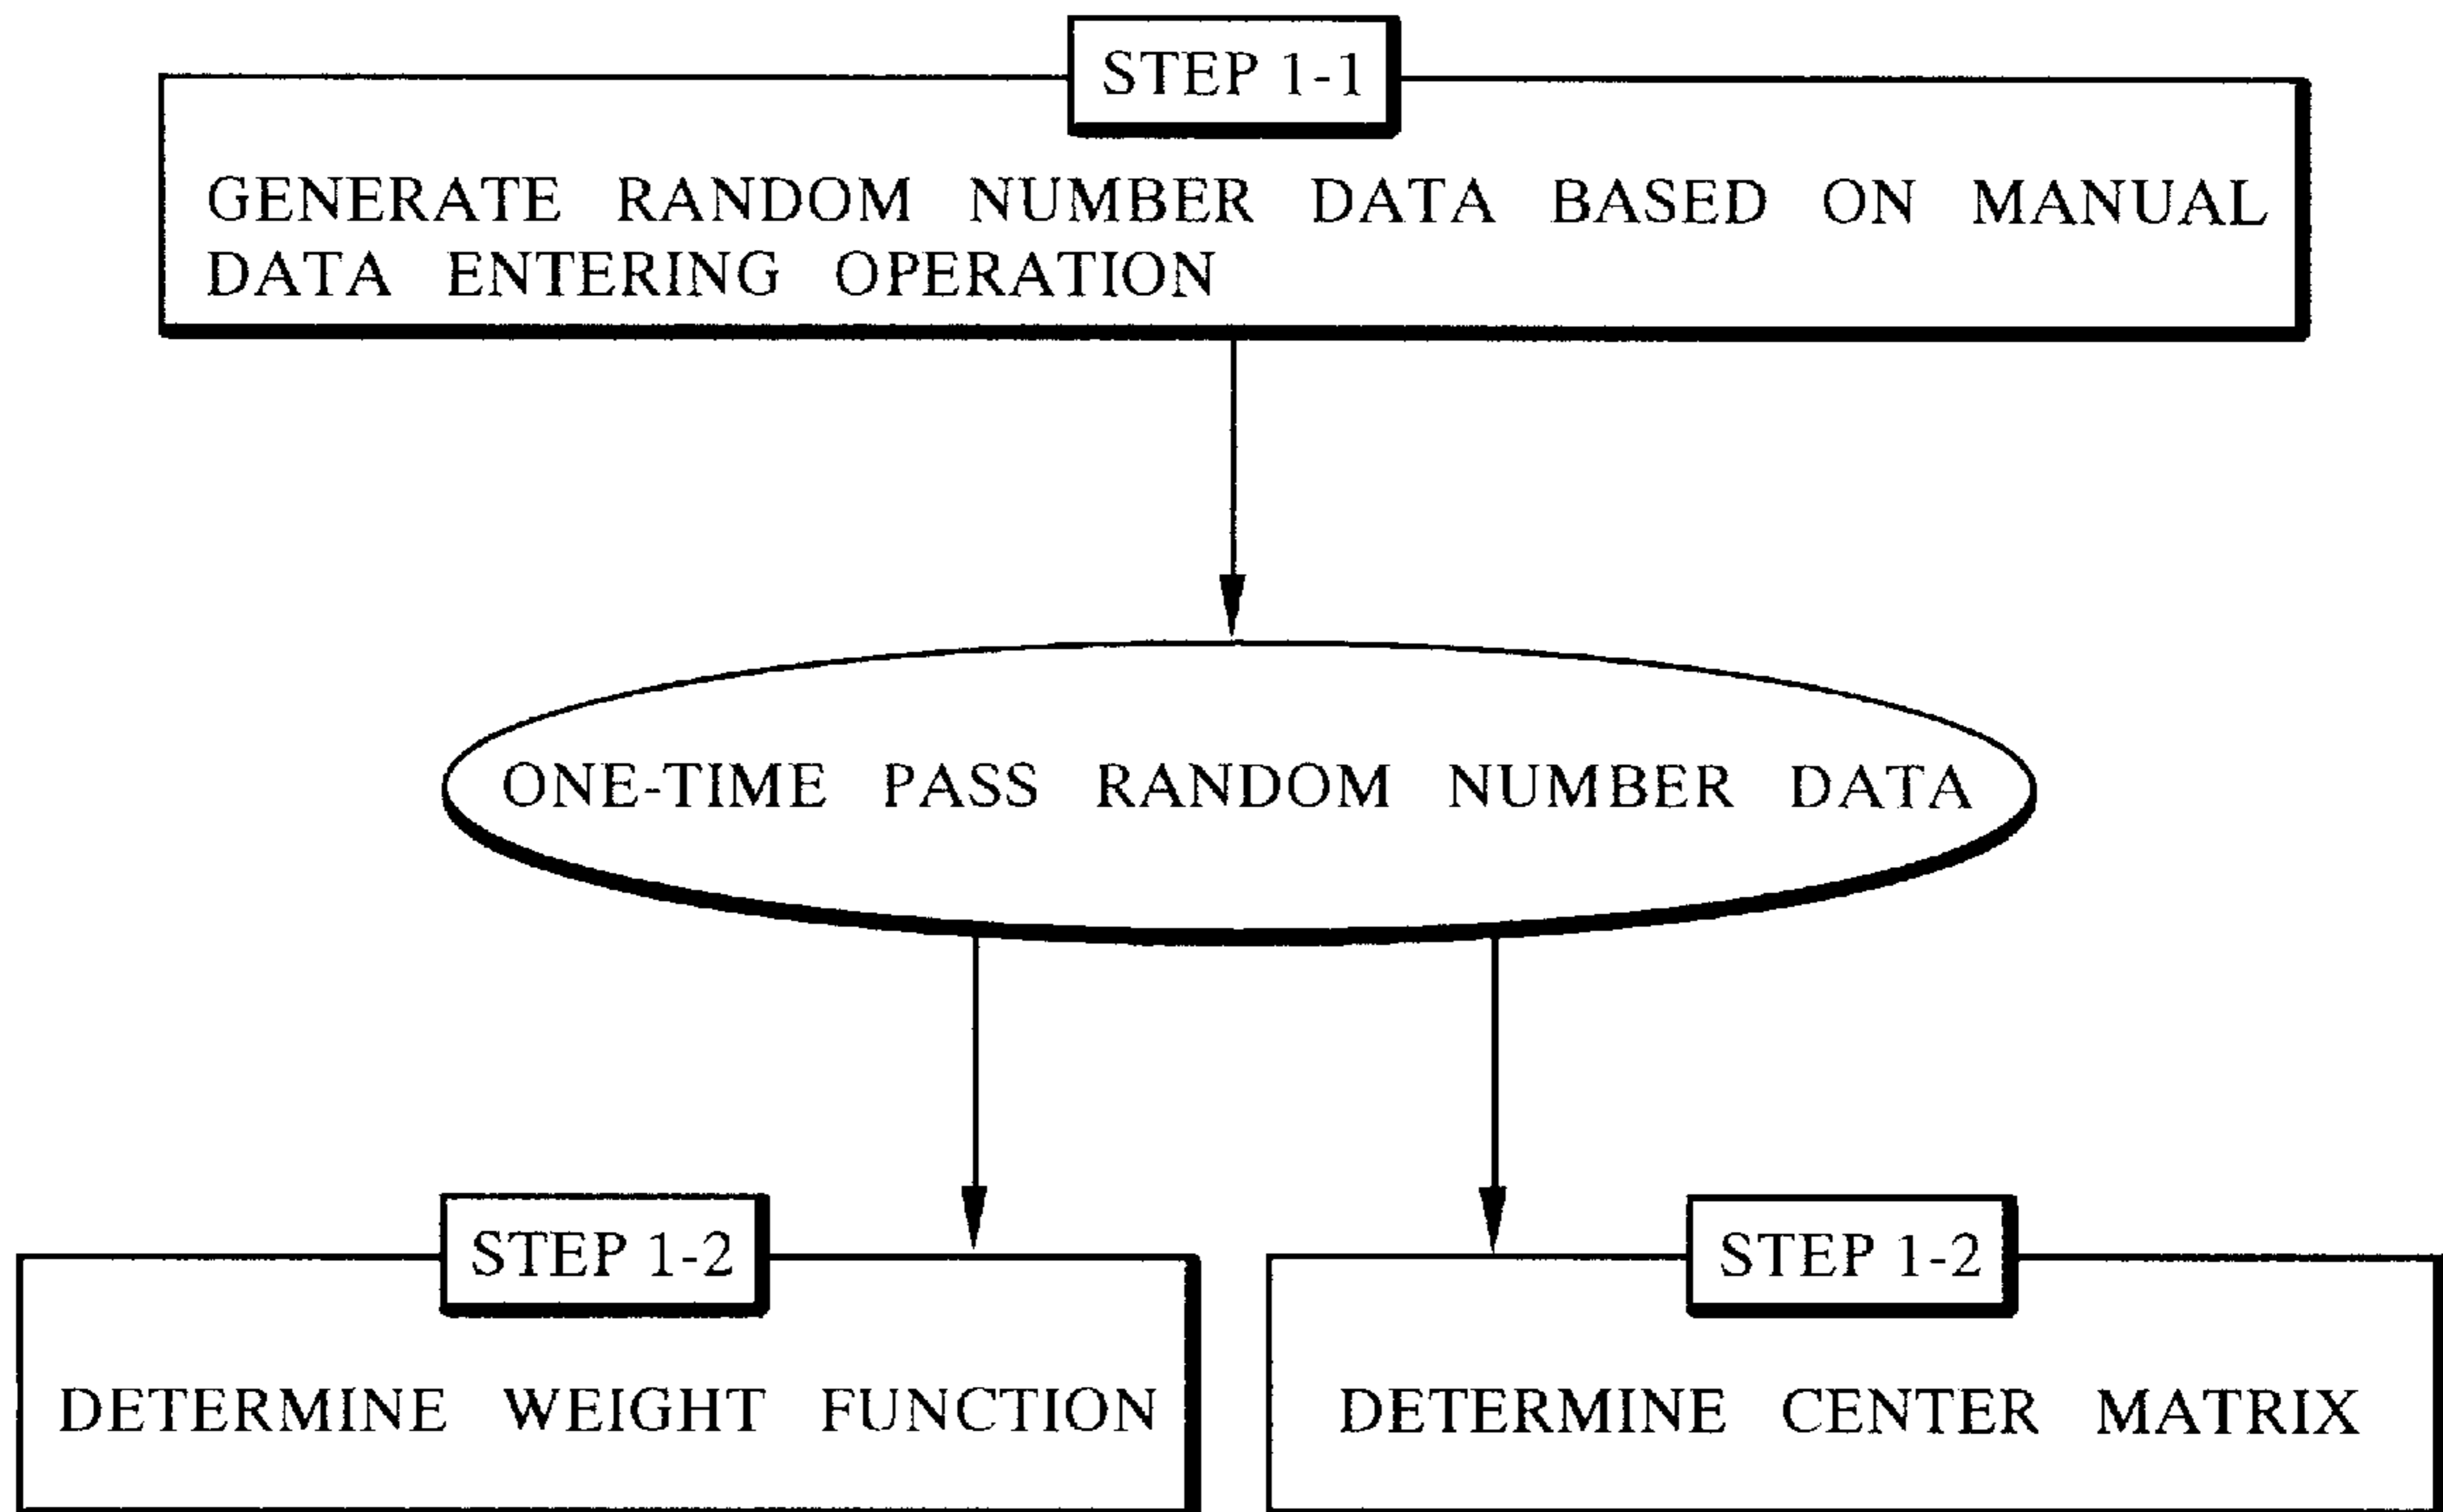 STEP 1-1
GENERATE RANDOM NUMBER DATA BASED ON MANUAL
DATA ENTERING OPERATION
ONE-TIME PASS RANDOM NUMBER DATA
STEP 1-2
DETERMINE WEIGHT FUNCTION
STEP 1-2
DETERMINE CENTER MATRIX